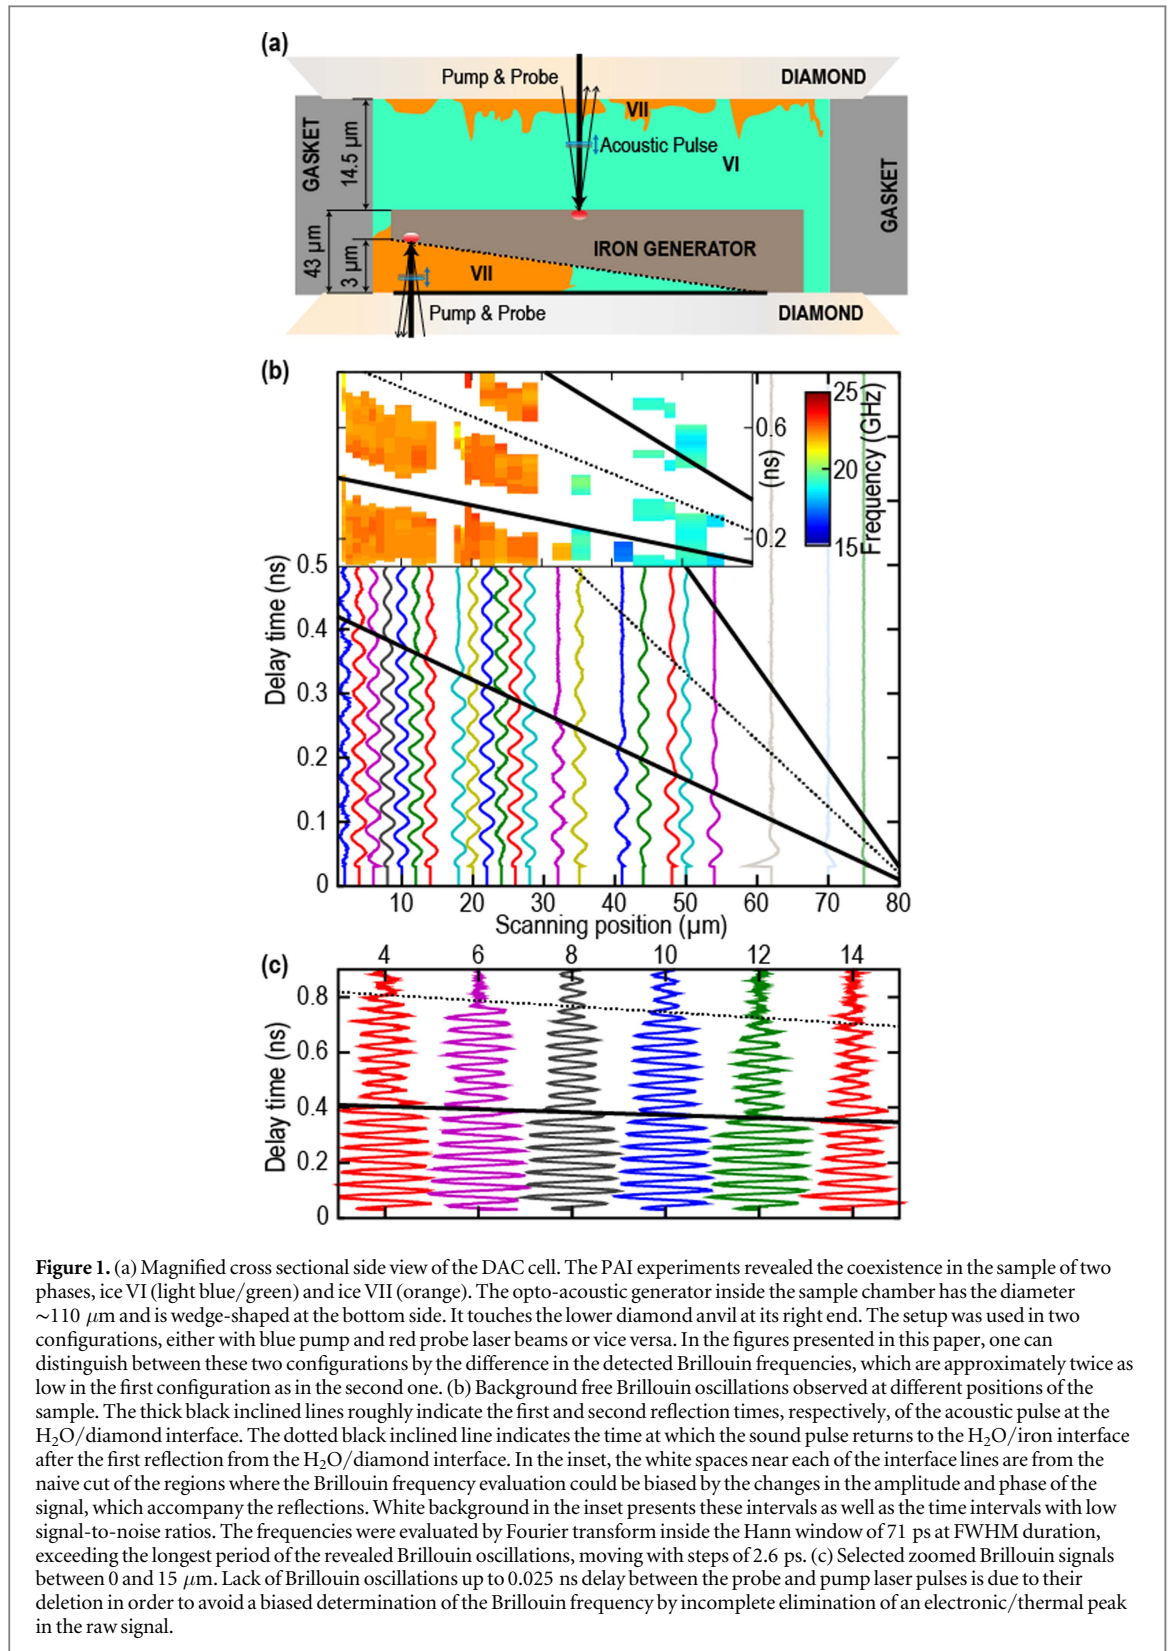 (a)
Pump & Probe
DIAMOND
VII
GASKET
14.5 µm
Acoustic Pulse
VI
GASKET
43 µm
3 µm
IRON GENERATOR
VII
Pump & Probe
DIAMOND
(b)
25
0.6
(ns)
20
0.2
15
Frequency (GHz)
0.5
0.4
0.3
0.2
0.1
0
Delay time (ns)
10 20 30 40 50 60 70 80
Scanning position (µm)
(c)
4 6 8 10 12 14
0.8
0.6
0.4
0.2
0
Delay time (ns)
Figure 1. (a) Magnified cross sectional side view of the DAC cell. The PAI experiments revealed the coexistence in the sample of two
phases, ice VI (light blue/green) and ice VII (orange). The opto-acoustic generator inside the sample chamber has the diameter
~110 µm and is wedge-shaped at the bottom side. It touches the lower diamond anvil at its right end. The setup was used in two
configurations, either with blue pump and red probe laser beams or vice versa. In the figures presented in this paper, one can
distinguish between these two configurations by the difference in the detected Brillouin frequencies, which are approximately twice as
low in the first configuration as in the second one. (b) Background free Brillouin oscillations observed at different positions of the
sample. The thick black inclined lines roughly indicate the first and second reflection times, respectively, of the acoustic pulse at the
H₂O/diamond interface. The dotted black inclined line indicates the time at which the sound pulse returns to the H₂O/iron interface
after the first reflection from the H₂O/diamond interface. In the inset, the white spaces near each of the interface lines are from the
naive cut of the regions where the Brillouin frequency evaluation could be biased by the changes in the amplitude and phase of the
signal, which accompany the reflections. White background in the inset presents these intervals as well as the time intervals with low
signal-to-noise ratios. The frequencies were evaluated by Fourier transform inside the Hann window of 71 ps at FWHM duration,
exceeding the longest period of the revealed Brillouin oscillations, moving with steps of 2.6 ps. (c) Selected zoomed Brillouin signals
between 0 and 15 µm. Lack of Brillouin oscillations up to 0.025 ns delay between the probe and pump laser pulses is due to their
deletion in order to avoid a biased determination of the Brillouin frequency by incomplete elimination of an electronic/thermal peak
in the raw signal.